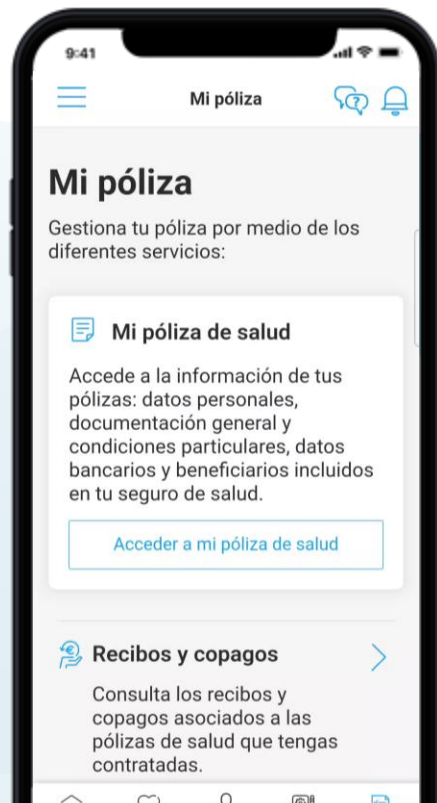 9:41
Mi póliza
Mi póliza
Gestiona tu póliza por medio de los
diferentes servicios:
Mi póliza de salud
Accede a la información de tus
pólizas: datos personales,
documentación general y
condiciones particulares, datos
bancarios y beneficiarios incluidos
en tu seguro de salud.
Acceder a mi póliza de salud
Recibos y copagos
Consulta los recibos y
copagos asociados a las
pólizas de salud que tengas
contratadas.